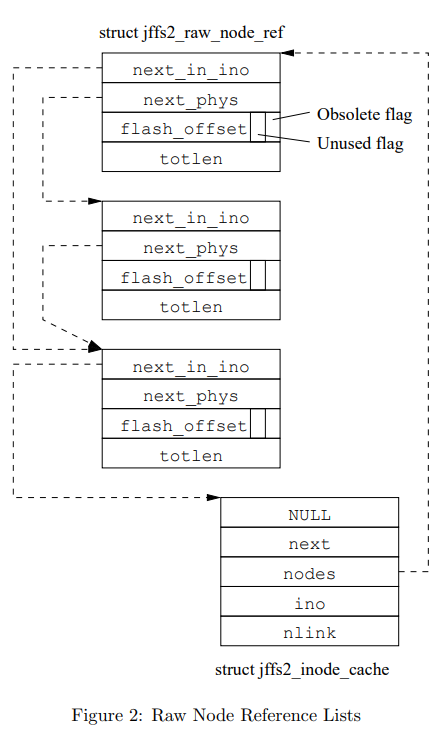 struct jffs2_raw_node_ref
next_in_ino
next_phys
flash_offset
totlen
Obsolete flag
Unused flag
next_in_ino
next_phys
flash_offset
totlen
next_in_ino
next_phys
flash_offset
totlen
NULL
next
nodes
ino
nlink
struct jffs2_inode_cache
Figure 2: Raw Node Reference Lists